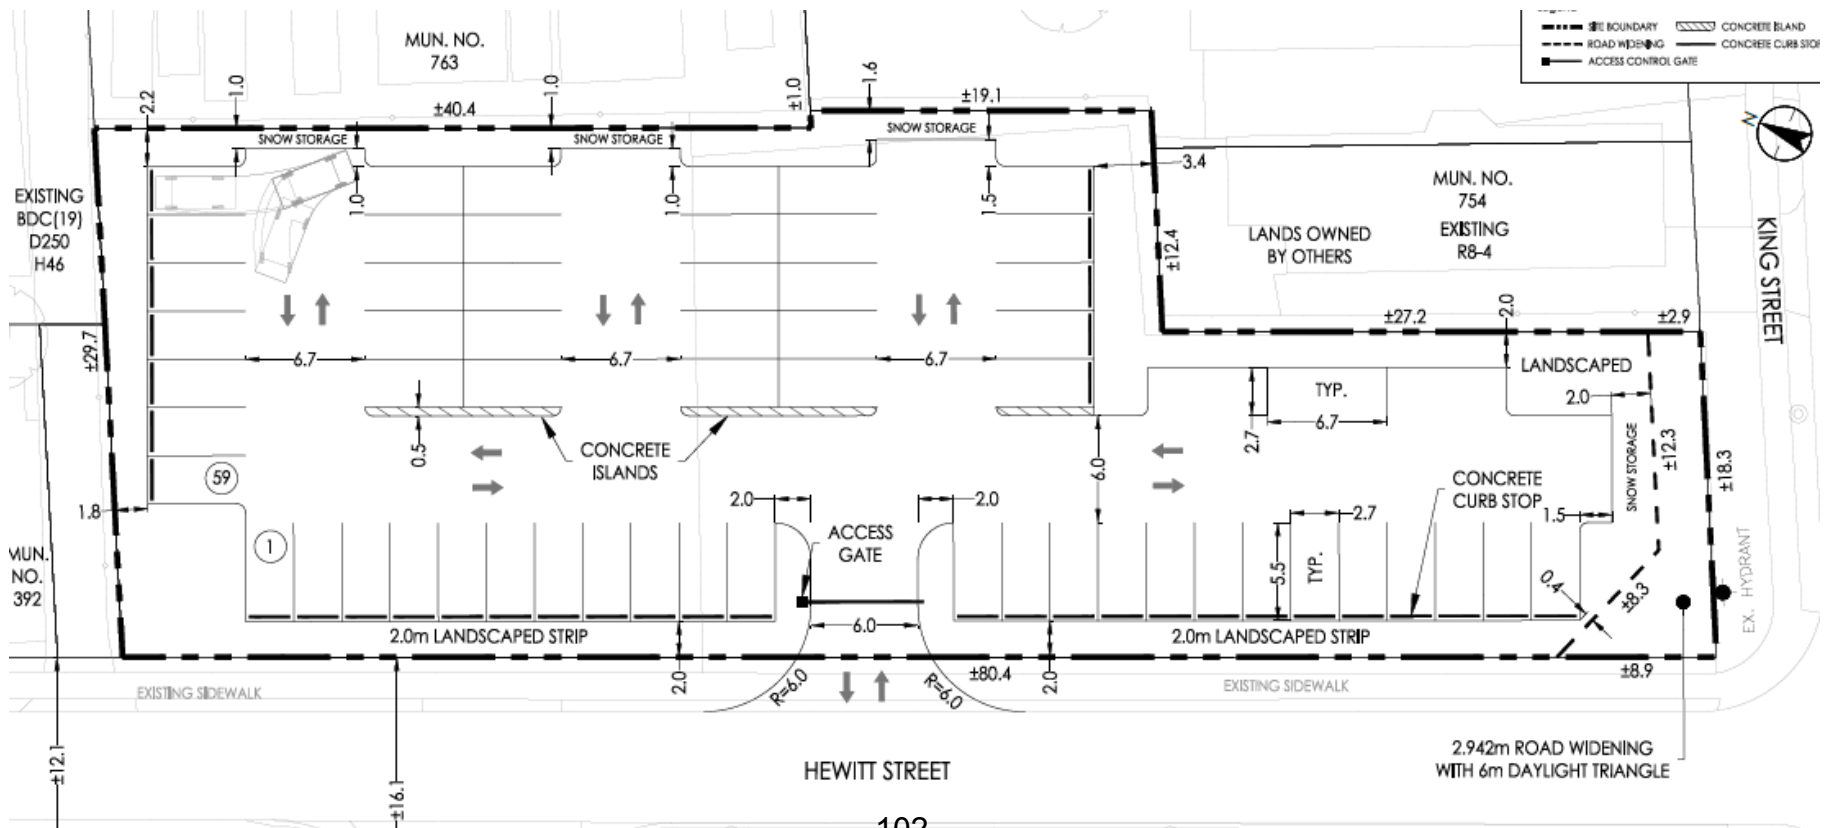 SITE BOUNDARY
CONCRETE ISLAND
ROAD WIDENING
CONCRETE CURB STOP
ACCESS CONTROL GATE
MUN. NO.
763
2.2
1.0
±40.4
1.0
±1.0
1.6
±19.1
SNOW STORAGE
SNOW STORAGE
SNOW STORAGE
N
3.4
EXISTING
BDC(19)
D250
H46
1.0
1.0
1.5
MUN. NO.
754
EXISTING
R8-4
LANDS OWNED
BY OTHERS
±12.4
KING STREET
±29.7
6.7
6.7
6.7
±27.2
2.0
±2.9
LANDSCAPED
TYP.
6.7
2.7
2.0
0.5
CONCRETE
ISLANDS
6.0
SNOW STORAGE
±12.3
±18.3
59
1.8
CONCRETE
CURB STOP
1.5
2.0
2.0
2.7
ACCESS
GATE
1
5.5
TYP.
0.4
±8.3
EX. HYDRANT
MUN.
NO.
392
6.0
2.0m LANDSCAPED STRIP
2.0m LANDSCAPED STRIP
2.0
R=6.0
R=6.0
±80.4
2.0
±8.9
EXISTING SIDEWALK
EXISTING SIDEWALK
±12.1
±16.1
HEWITT STREET
2.942m ROAD WIDENING
WITH 6m DAYLIGHT TRIANGLE